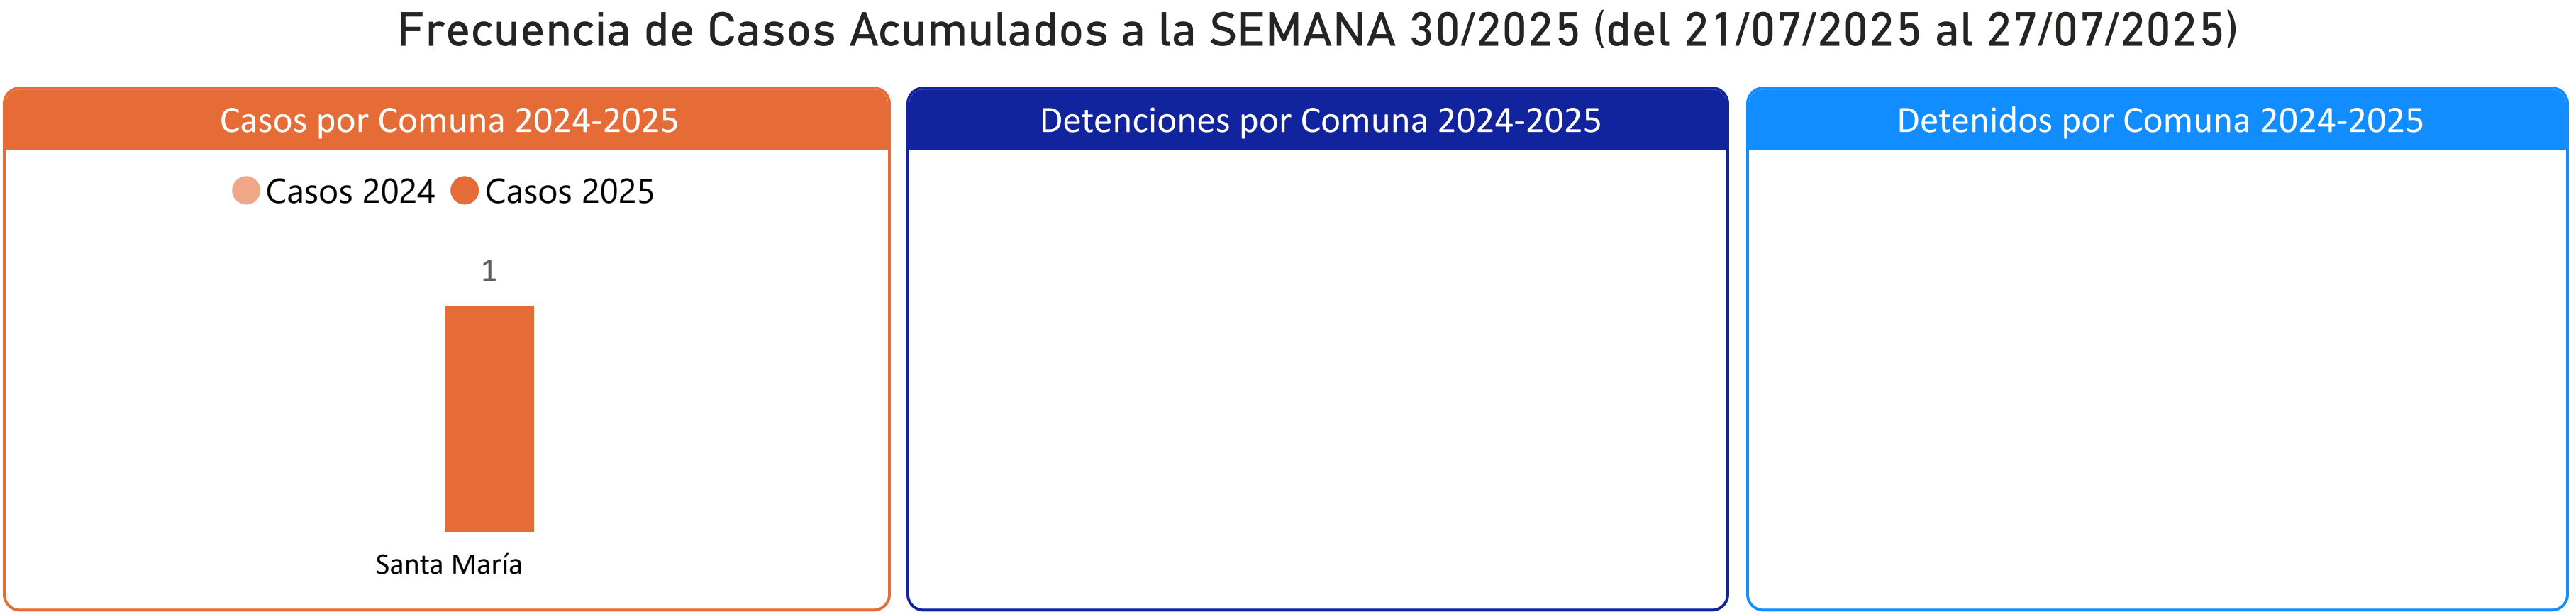 Frecuencia de Casos Acumulados a la SEMANA 30/2025 (del 21/07/2025 al 27/07/2025)
Casos por Comuna 2024-2025
Casos 2024 Casos 2025
1
Santa María
Detenciones por Comuna 2024-2025
Detenidos por Comuna 2024-2025